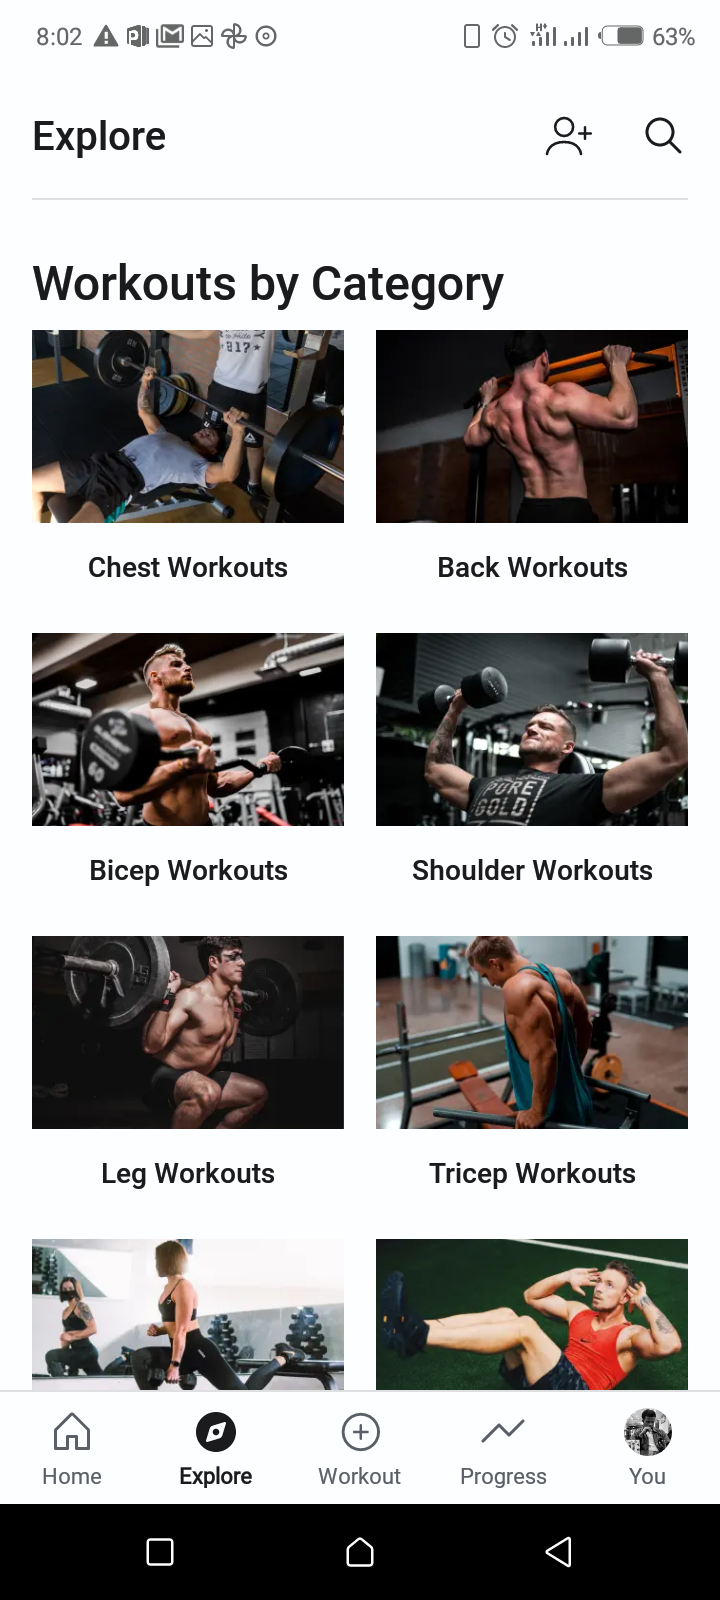 8:02
63%
Explore
Workouts by Category
817
Chest Workouts
Back Workouts
Bicep Workouts
PURE
GOLD
Shoulder Workouts
Leg Workouts
Tricep Workouts
Home
Explore
Workout
Progress
You